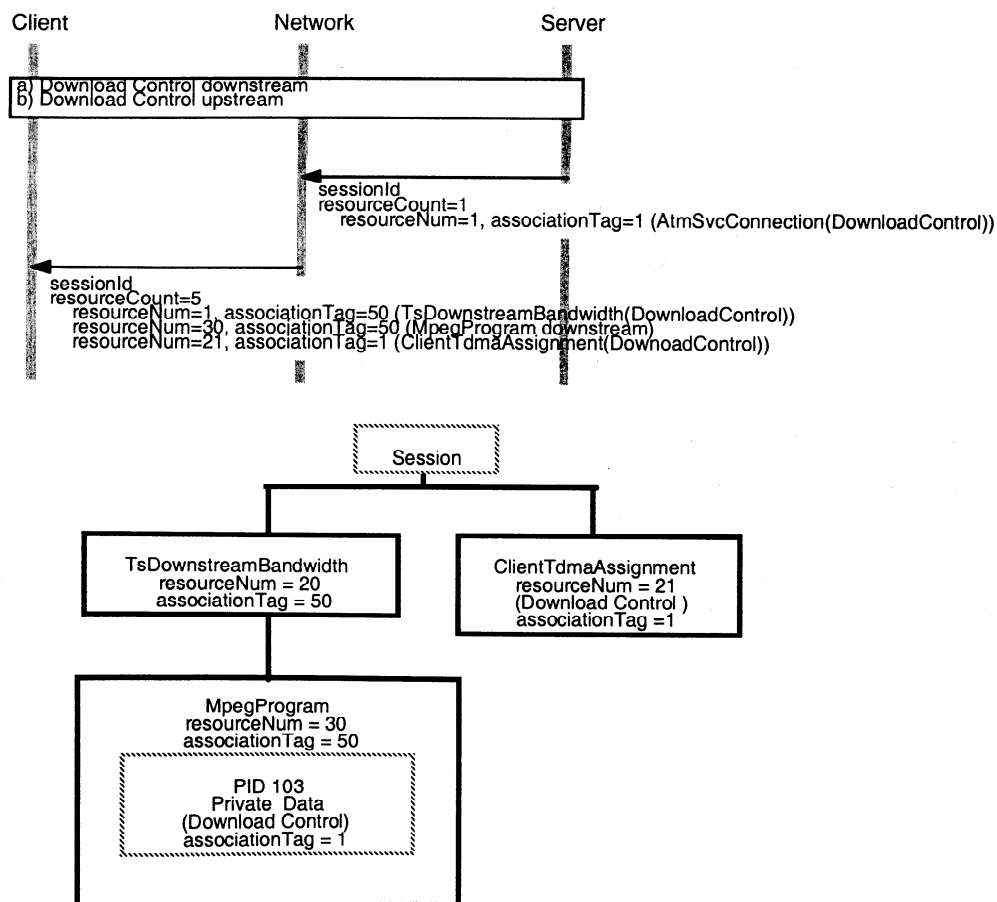 Client
Network
Server
a) Download Control downstream
b) Download Control upstream
sessionId
resourceCount=1
resourceNum=1, associationTag=1 (AtmSvcConnection(DownloadControl))
sessionId
resourceCount=5
resourceNum=1, associationTag=50 (TsDownstreamBandwidth(DownloadControl))
resourceNum=30, associationTag=50 (MpegProgram downstream)
resourceNum=21, associationTag=1 (ClientTdmaAssignment(DownoadControl))
Session
TsDownstreamBandwidth
resourceNum = 20
associationTag = 50
ClientTdmaAssignment
resourceNum = 21
(Download Control )
associationTag =1
MpegProgram
resourceNum = 30
associationTag = 50
PID 103
Private Data
(Download Control)
associationTag = 1